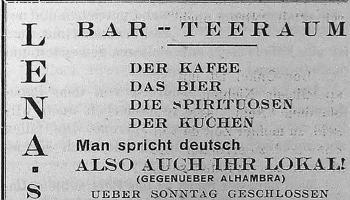 LENA'S
BAR -- TEERAUM
DER KAFEE
DAS BIER
DIE SPIRITUOSEN
DER KUCHEN
Man spricht deutsch
ALSO AUCH IHR LOKAL!
(GEGENUEBER ALHAMBRA)
UEBER SONNTAG GESCHLOSSEN